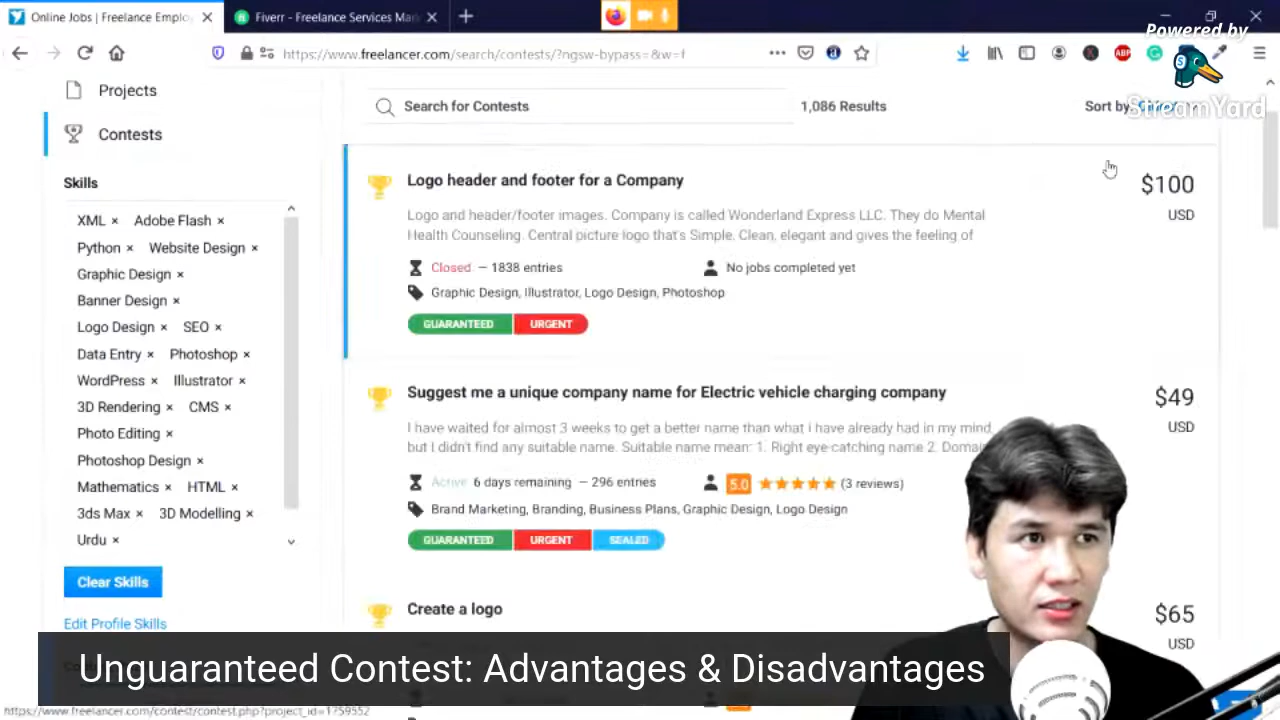 Online Jobs | Freelance Emplo
Fiverr - Freelance Services Ma
Powered by
StreamYard
https://www.freelancer.com/search/contests/?ngsw-bypass=&w=f
ABP
Projects
Contests
Search for Contests
1,086 Results
Sort by
Skills
XML × Adobe Flash ×
Python × Website Design ×
Graphic Design ×
Banner Design ×
Logo Design × SEO ×
Data Entry × Photoshop ×
WordPress × Illustrator ×
3D Rendering × CMS ×
Photo Editing ×
Photoshop Design ×
Mathematics × HTML ×
3ds Max × 3D Modelling ×
Urdu ×
Clear Skills
Edit Profile Skills
Logo header and footer for a Company
$100
USD
Logo and header/footer images. Company is called Wonderland Express LLC. They do Mental
Health Counseling. Central picture logo that's Simple. Clean, elegant and gives the feeling of
Closed — 1838 entries
No jobs completed yet
Graphic Design, Illustrator, Logo Design, Photoshop
GUARANTEED URGENT
Suggest me a unique company name for Electric vehicle charging company
$49
USD
I have waited for almost 3 weeks to get a better name than what i have already had in my mind
but I didn't find any suitable name. Suitable name mean: 1. Right eye-catching name 2. Domai
Active 6 days remaining — 296 entries
5.0 (3 reviews)
Brand Marketing, Branding, Business Plans, Graphic Design, Logo Design
GUARANTEED URGENT SEALED
Create a logo
$65
USD
Unguaranteed Contest: Advantages & Disadvantages
https://www.freelancer.com/contest/contest.php?project_id=1759552